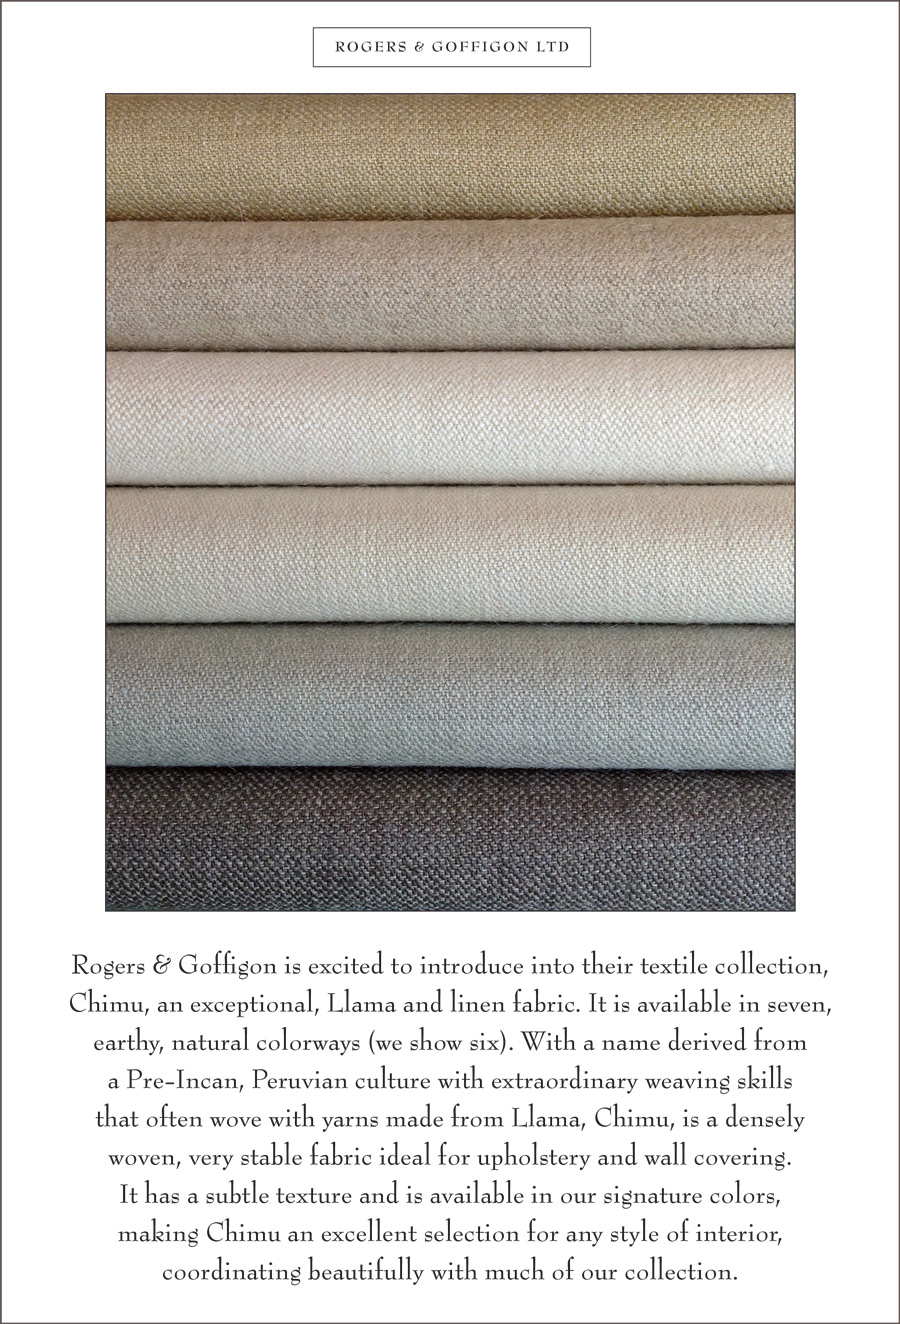 ROGERS & GOFFIGON LTD
Rogers & Goffigon is excited to introduce into their textile collection,
Chimu, an exceptional, Llama and linen fabric. It is available in seven,
earthy, natural colorways (we show six). With a name derived from
a Pre-Incan, Peruvian culture with extraordinary weaving skills
that often wove with yarns made from Llama, Chimu, is a densely
woven, very stable fabric ideal for upholstery and wall covering.
It has a subtle texture and is available in our signature colors,
making Chimu an excellent selection for any style of interior,
coordinating beautifully with much of our collection.